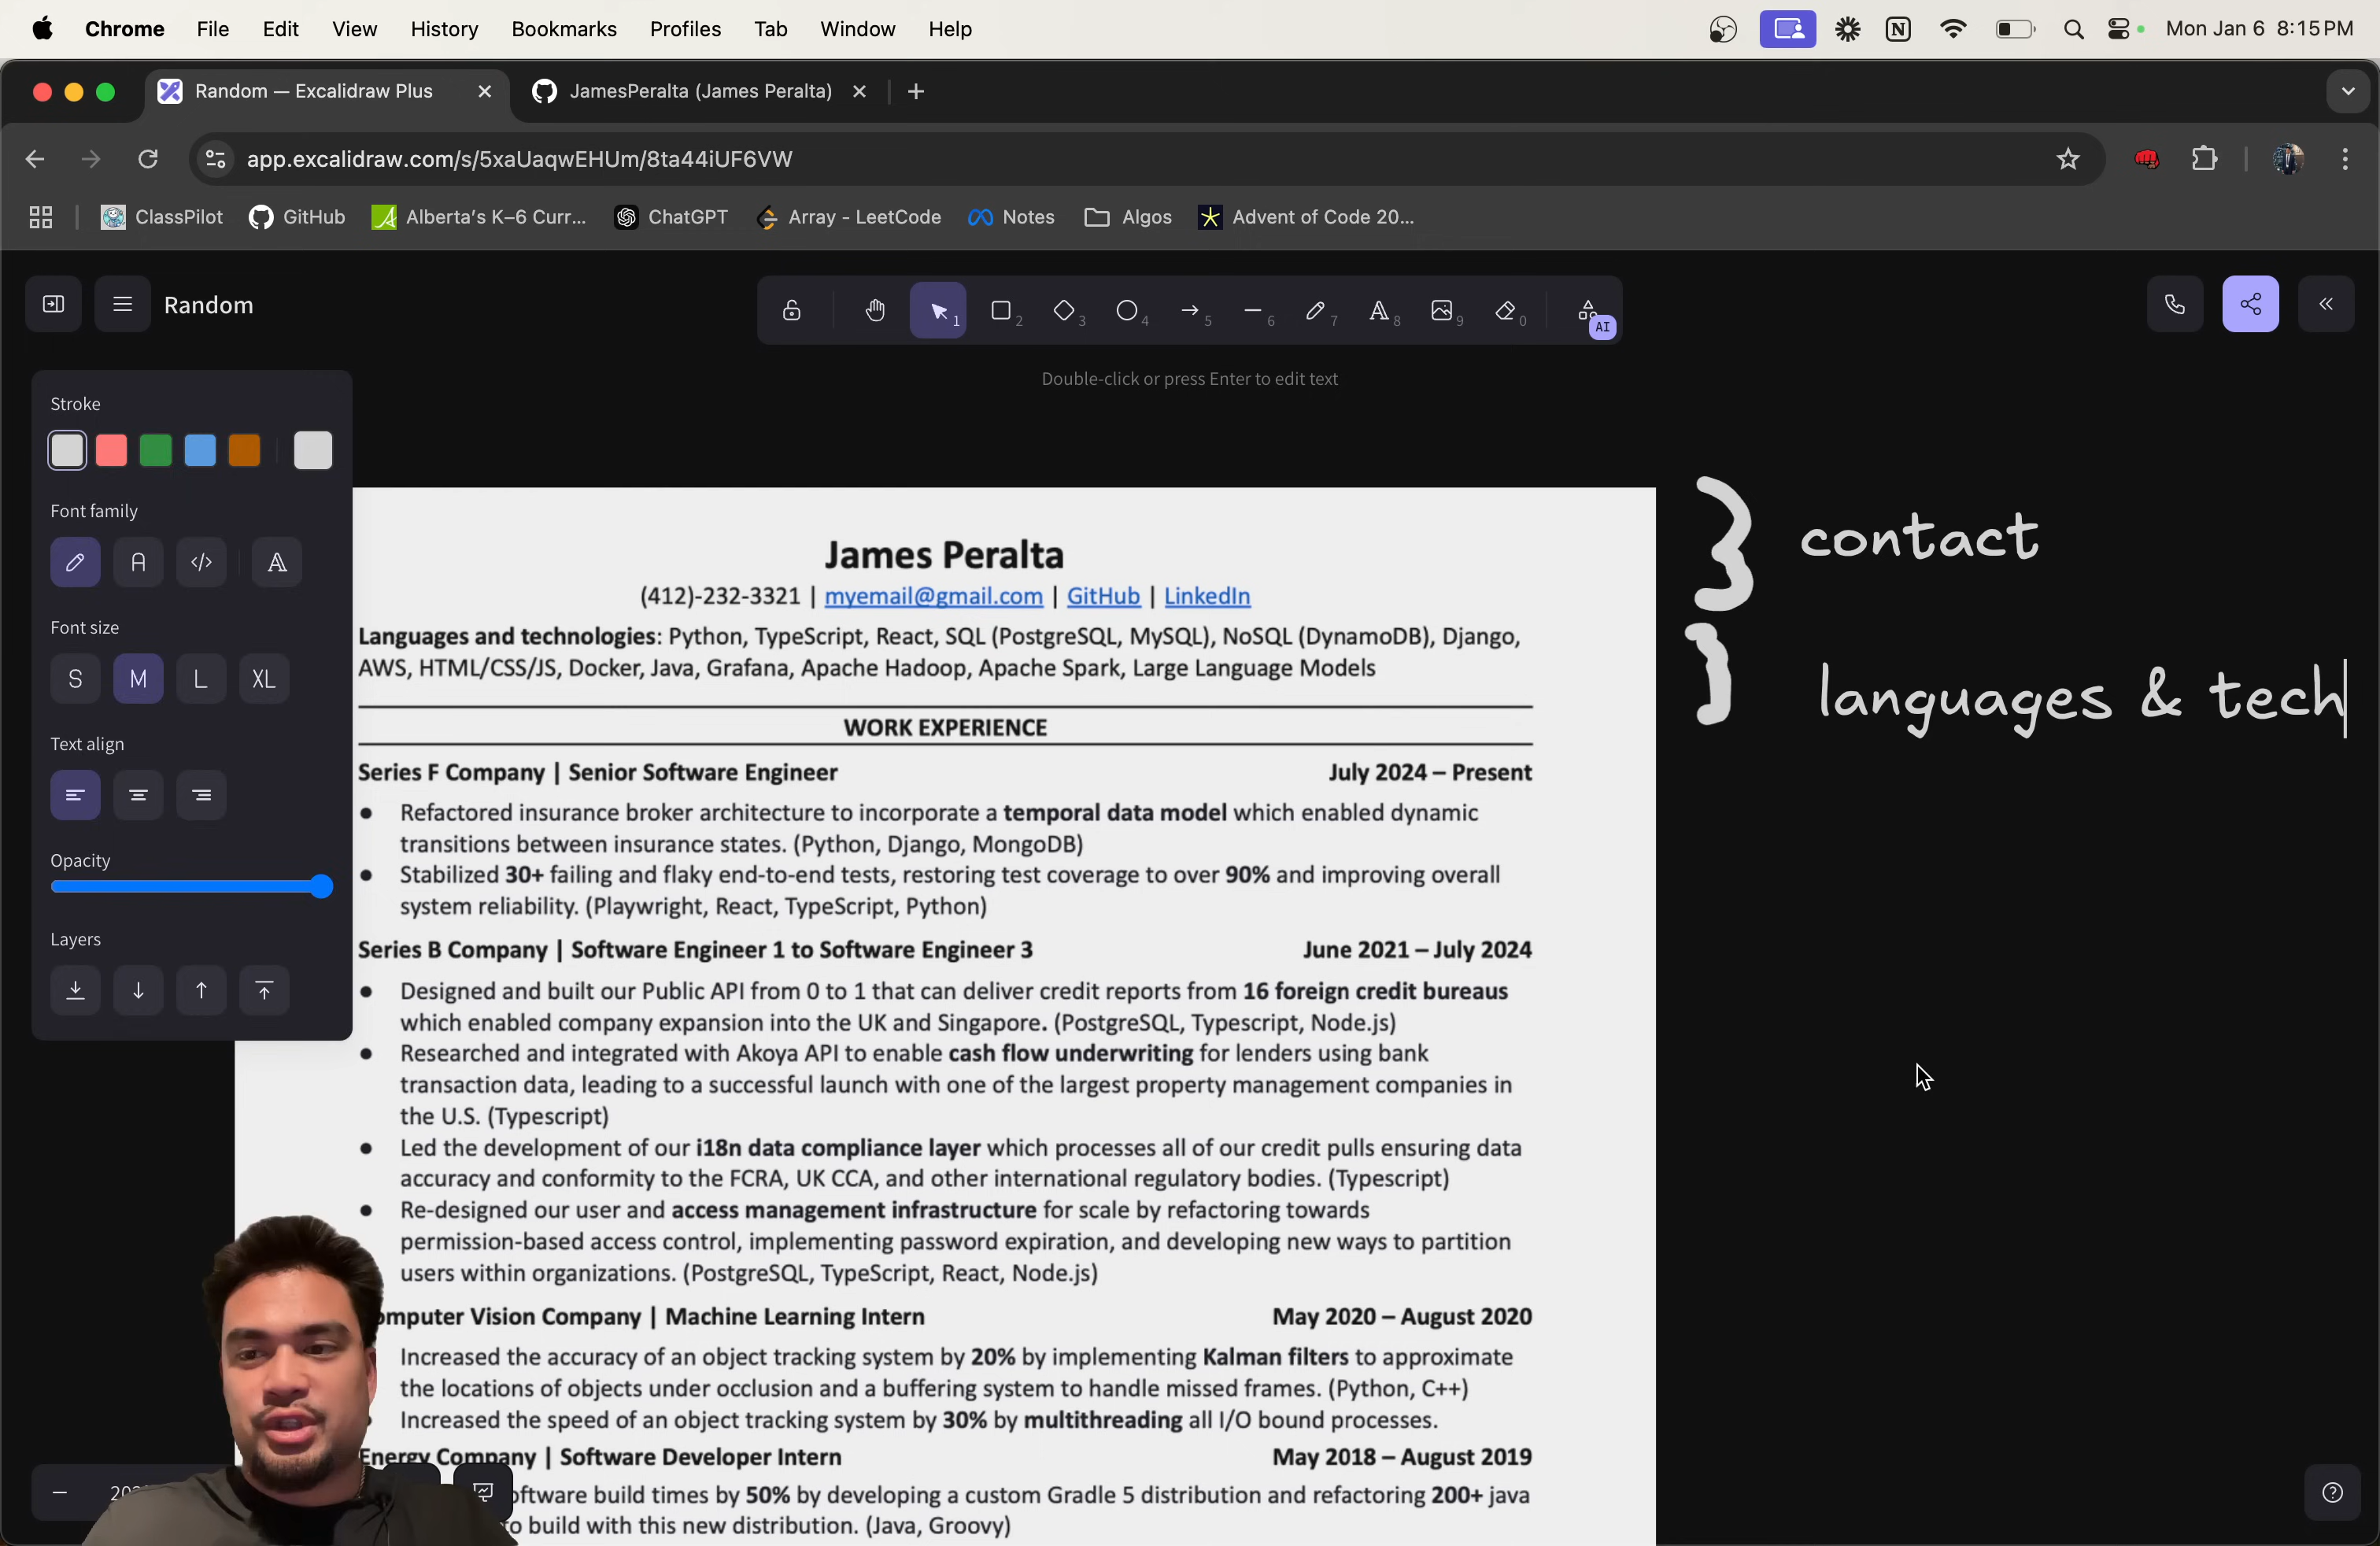 Chrome File Edit View History Bookmarks Profiles Tab Window Help Mon Jan 6 8:15 PM
Random — Excalidraw Plus JamesPeralta (James Peralta)
app.excalidraw.com/s/5xaUaqwEHUm/8ta44iUF6VW
ClassPilot GitHub Alberta's K–6 Curr... ChatGPT Array - LeetCode Notes Algos Advent of Code 20...
Random 1 2 3 4 5 6 7 8 9 0 AI
Double-click or press Enter to edit text
Stroke
Font family
Font size
S M L XL
Text align
Opacity
Layers
James Peralta
(412)-232-3321 | myemail@gmail.com | GitHub | LinkedIn
Languages and technologies: Python, TypeScript, React, SQL (PostgreSQL, MySQL), NoSQL (DynamoDB), Django,
AWS, HTML/CSS/JS, Docker, Java, Grafana, Apache Hadoop, Apache Spark, Large Language Models
WORK EXPERIENCE
Series F Company | Senior Software Engineer July 2024 – Present
● Refactored insurance broker architecture to incorporate a temporal data model which enabled dynamic
transitions between insurance states. (Python, Django, MongoDB)
● Stabilized 30+ failing and flaky end-to-end tests, restoring test coverage to over 90% and improving overall
system reliability. (Playwright, React, TypeScript, Python)
Series B Company | Software Engineer 1 to Software Engineer 3 June 2021 – July 2024
● Designed and built our Public API from 0 to 1 that can deliver credit reports from 16 foreign credit bureaus
which enabled company expansion into the UK and Singapore. (PostgreSQL, Typescript, Node.js)
● Researched and integrated with Akoya API to enable cash flow underwriting for lenders using bank
transaction data, leading to a successful launch with one of the largest property management companies in
the U.S. (Typescript)
● Led the development of our i18n data compliance layer which processes all of our credit pulls ensuring data
accuracy and conformity to the FCRA, UK CCA, and other international regulatory bodies. (Typescript)
● Re-designed our user and access management infrastructure for scale by refactoring towards
permission-based access control, implementing password expiration, and developing new ways to partition
users within organizations. (PostgreSQL, TypeScript, React, Node.js)
omputer Vision Company | Machine Learning Intern May 2020 – August 2020
Increased the accuracy of an object tracking system by 20% by implementing Kalman filters to approximate
the locations of objects under occlusion and a buffering system to handle missed frames. (Python, C++)
Increased the speed of an object tracking system by 30% by multithreading all I/O bound processes.
Energy Company | Software Developer Intern May 2018 – August 2019
oftware build times by 50% by developing a custom Gradle 5 distribution and refactoring 200+ java
to build with this new distribution. (Java, Groovy)
contact
languages & tech